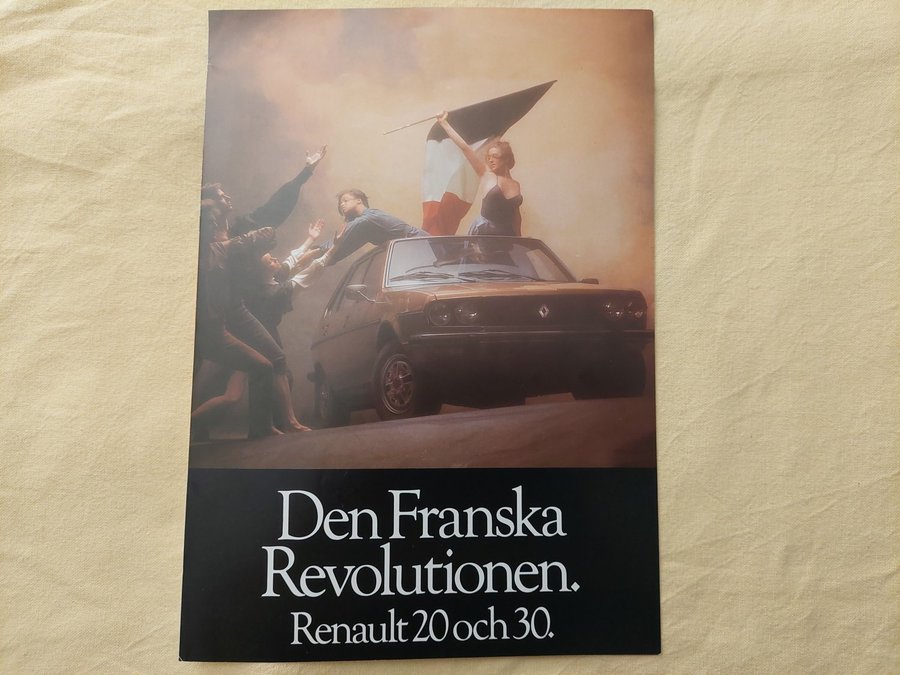 Den Franska
Revolutionen.
Renault 20 och 30.